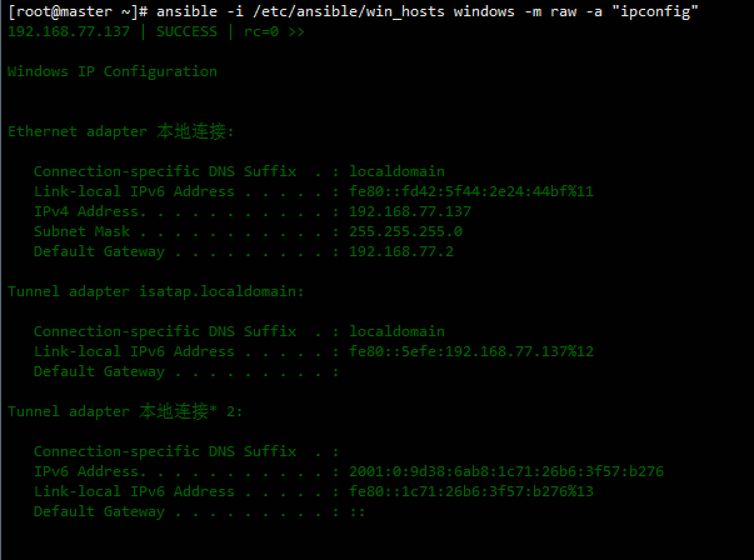 [root@master ~]# ansible -i /etc/ansible/win_hosts windows -m raw -a "ipconfig"
192.168.77.137 | SUCCESS | rc=0 >>
Windows IP Configuration
Ethernet adapter 本地连接:
Connection-specific DNS Suffix  . : localdomain
Link-local IPv6 Address . . . . . : fe80::fd42:5f44:2e24:44bf%11
IPv4 Address. . . . . . . . . . . : 192.168.77.137
Subnet Mask . . . . . . . . . . . : 255.255.255.0
Default Gateway . . . . . . . . . : 192.168.77.2
Tunnel adapter isatap.localdomain:
Connection-specific DNS Suffix  . : localdomain
Link-local IPv6 Address . . . . . : fe80::5efe:192.168.77.137%12
Default Gateway . . . . . . . . . :
Tunnel adapter 本地连接* 2:
Connection-specific DNS Suffix  . :
IPv6 Address. . . . . . . . . . . : 2001:0:9d38:6ab8:1c71:26b6:3f57:b276
Link-local IPv6 Address . . . . . : fe80::1c71:26b6:3f57:b276%13
Default Gateway . . . . . . . . . : ::